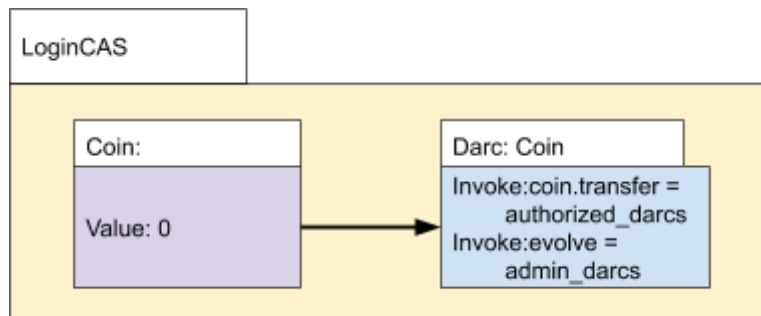 LoginCAS
Coin:
Value: 0
Darc: Coin
Invoke:coin.transfer =
authorized_darcs
Invoke:evolve =
admin_darcs